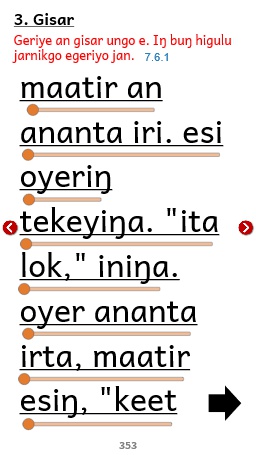 3. Gisar
Geriye an gisar ungo e. Iŋ buŋ higulu
jarnikgo egeriyo jan. 7.6.1
maatir an
ananta iri. esi
oyeriŋ
tekeyiŋa. "ita
lok," iniŋa.
oyer ananta
irta, maatir
esiŋ, "keet
353